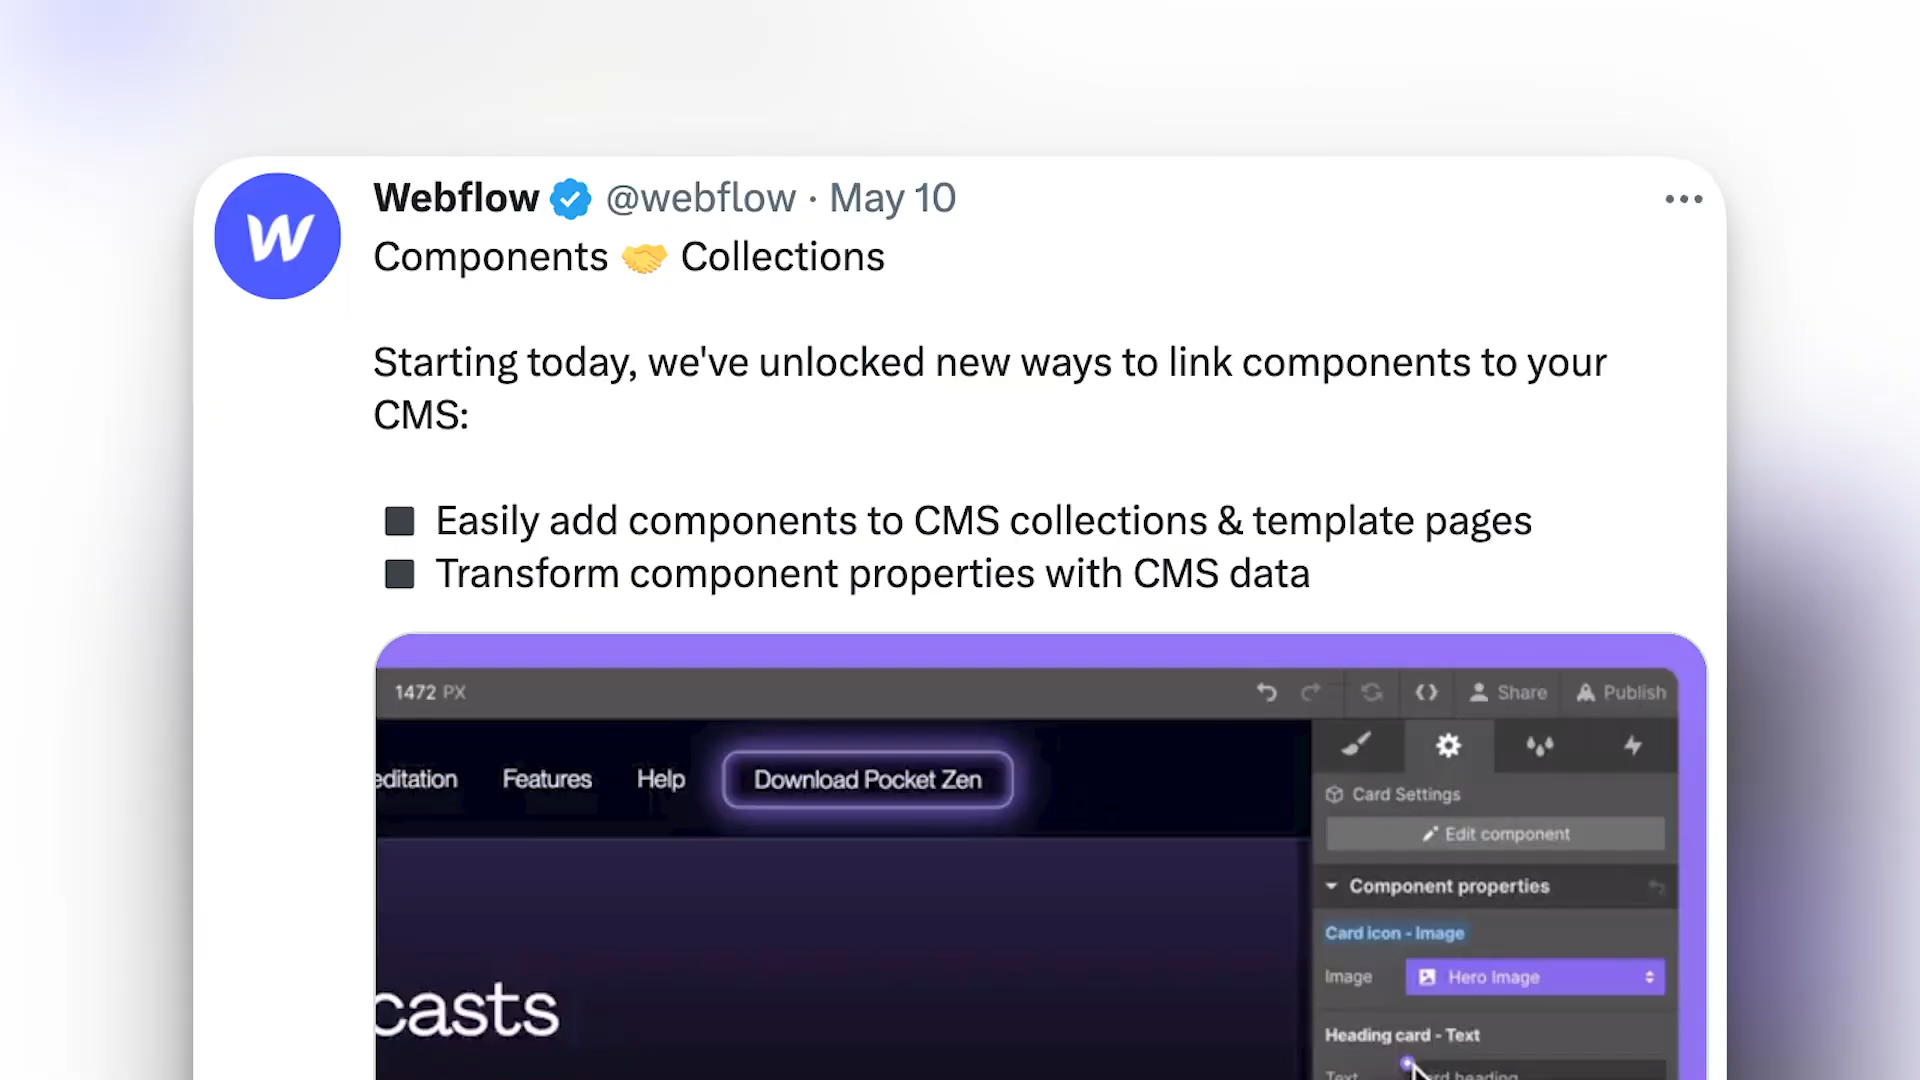 Webflow @webflow · May 10
Components 🤝 Collections
Starting today, we've unlocked new ways to link components to your
CMS:
◼ Easily add components to CMS collections & template pages
◼ Transform component properties with CMS data
1472 PX
Share
Publish
editation
Features
Help
Download Pocket Zen
Card Settings
Edit component
Component properties
Card icon - Image
Image
Hero Image
casts
Heading card - Text
Text
heading